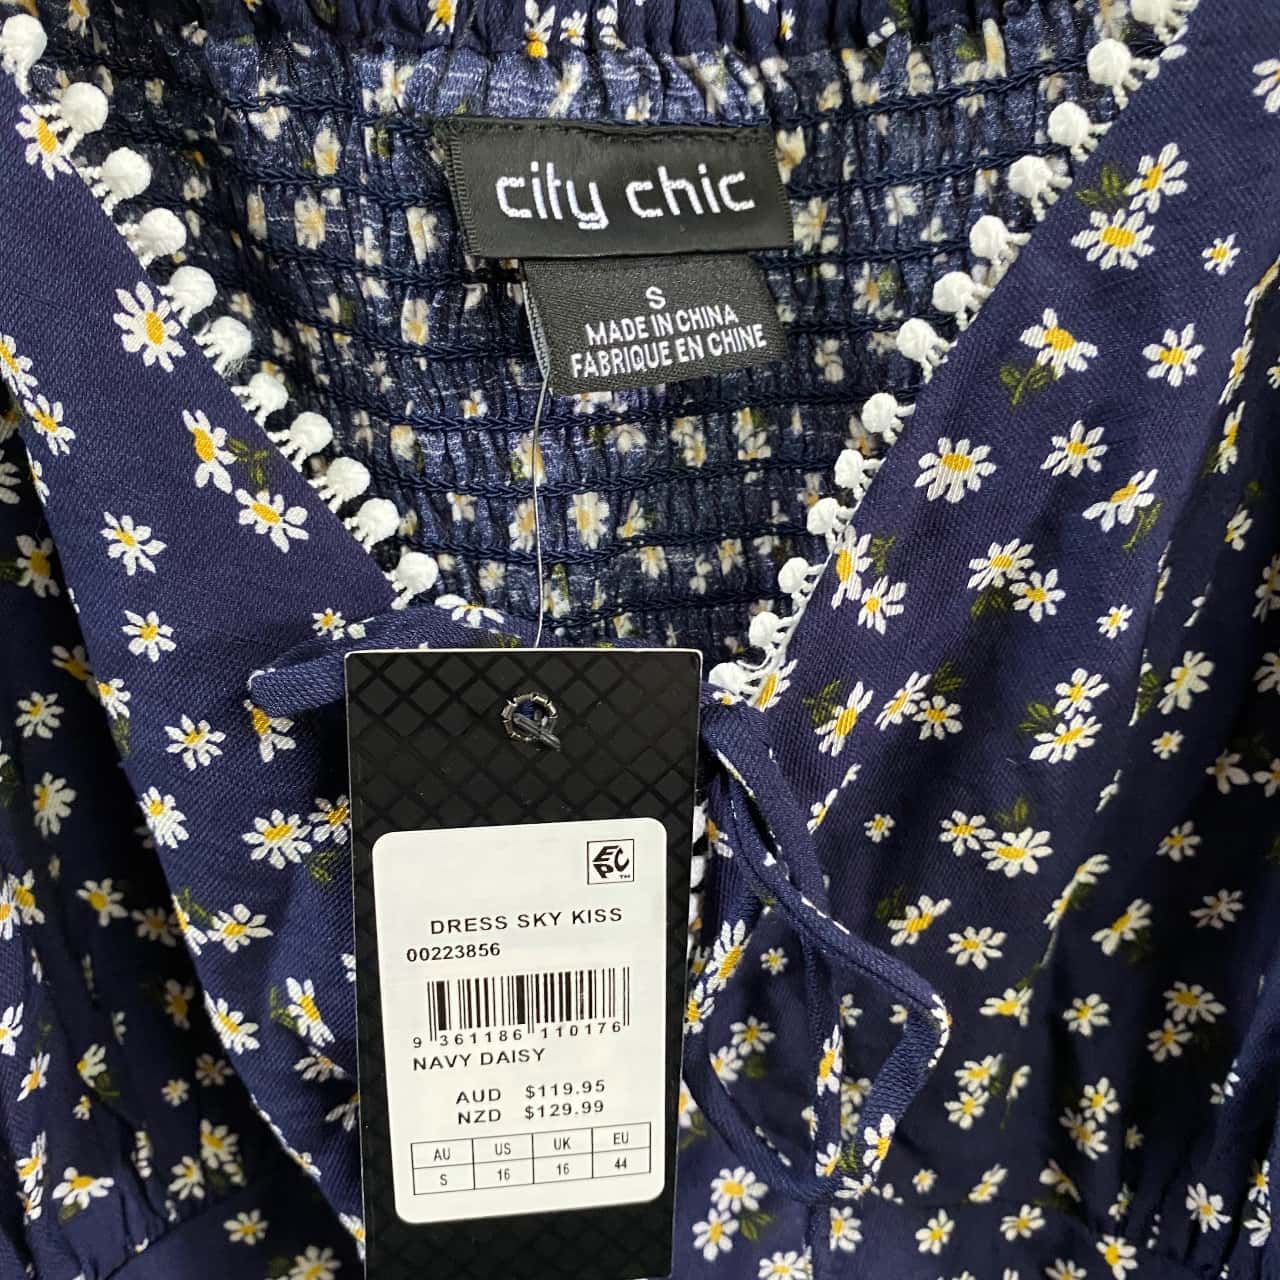 city chic
S
MADE IN CHINA
FABRIQUE EN CHINE
EPC™
DRESS SKY KISS
00223856
9 361186 110176
NAVY DAISY
AUD $119.95
NZD $129.99
AU US UK EU
S 16 16 44